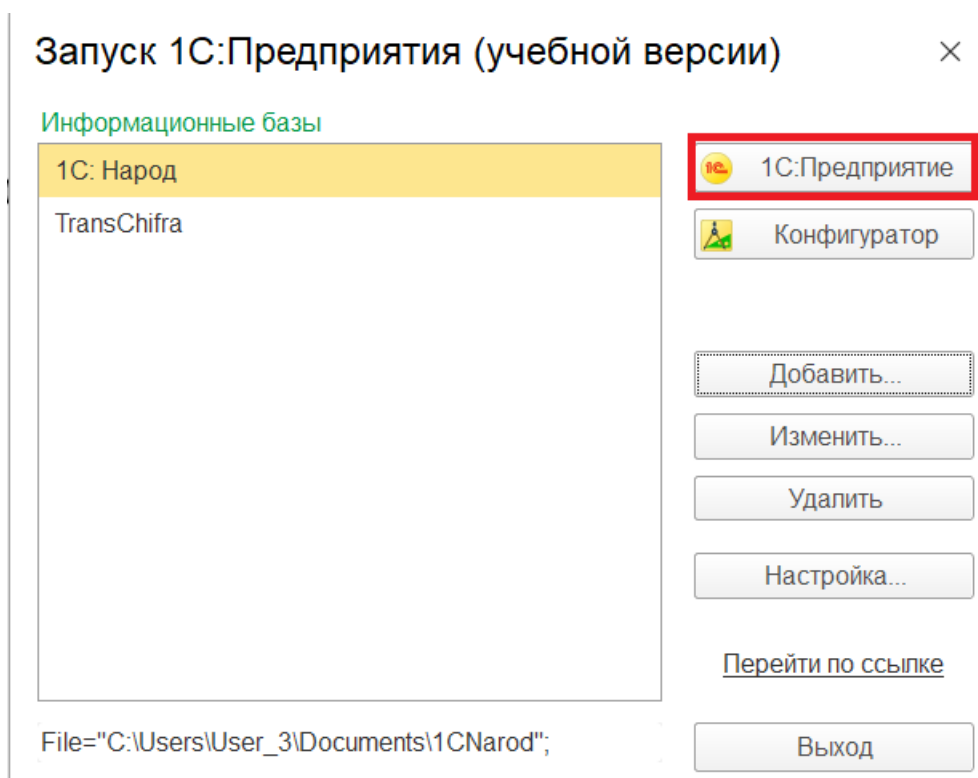 Запуск 1С:Предприятия (учебной версии)
Информационные базы
1С: Народ
TransChifra
1С:Предприятие
Конфигуратор
Добавить...
Изменить...
Удалить
Настройка...
Перейти по ссылке
File="C:\Users\User_3\Documents\1CNarod";
Выход